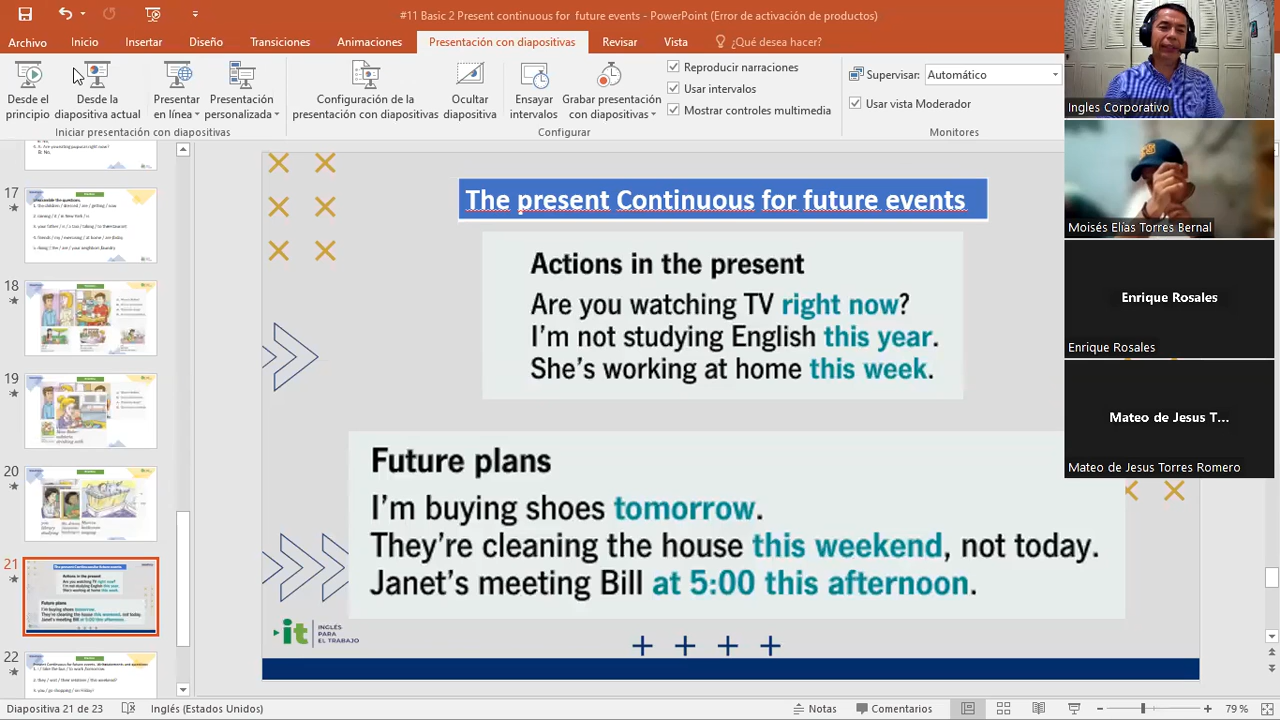 #11 Basic 2 Present continuous for future events - PowerPoint (Error de activación de productos)
Archivo Inicio Insertar Diseño Transiciones Animaciones Presentación con diapositivas Revisar Vista ¿Qué desea hacer?
Desde el principio
Desde la diapositiva actual
Presentar en línea
Presentación personalizada
Configuración de la presentación con diapositivas
Ocultar diapositiva
Ensayar intervalos
Grabar presentación con diapositivas
Reproducir narraciones
Usar intervalos
Mostrar controles multimedia
Supervisar: Automático
Usar vista Moderador
Iniciar presentación con diapositivas
Configurar
Monitores
Ingles Corporativo
Moisés Elías Torres Bernal
Enrique Rosales
Enrique Rosales
Mateo de Jesus T...
Mateo de Jesus Torres Romero
17
18
19
20
21
22
The present Continuous for future events
Actions in the present
Are you watching TV right now?
I'm not studying English this year.
She's working at home this week.
Future plans
I'm buying shoes tomorrow.
They're cleaning the house this weekend, not today.
Janet's meeting Bill at 5:00 this afternoon.
it INGLÉS PARA EL TRABAJO
Diapositiva 21 de 23 Inglés (Estados Unidos) Notas Comentarios 79 %